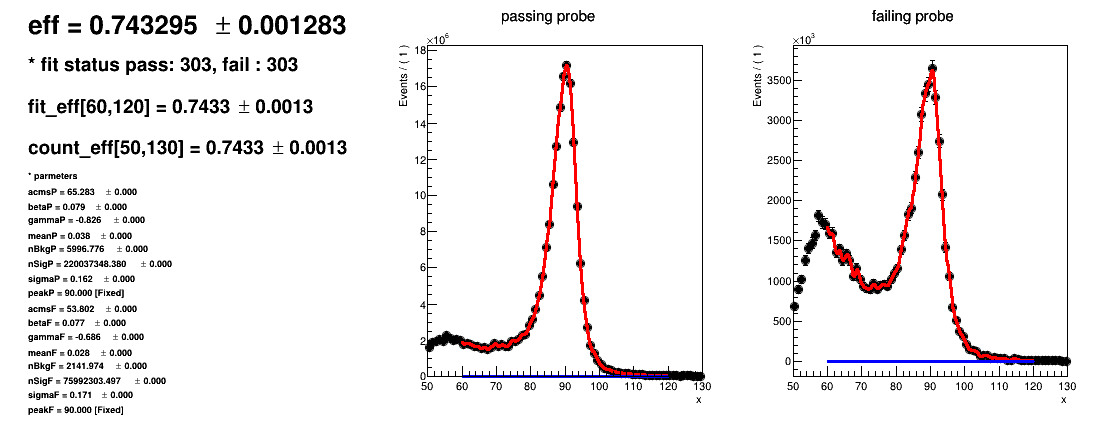 eff = 0.743295 ± 0.001283
* fit status pass: 303, fail : 303
fit_eff[60,120] = 0.7433 ± 0.0013
count_eff[50,130] = 0.7433 ± 0.0013
* parmeters
acmsP = 65.283 ± 0.000
betaP = 0.079 ± 0.000
gammaP = -0.826 ± 0.000
meanP = 0.038 ± 0.000
nBkgP = 5996.776 ± 0.000
nSigP = 220037348.380 ± 0.000
sigmaP = 0.162 ± 0.000
peakP = 90.000 [Fixed]
acmsF = 53.802 ± 0.000
betaF = 0.077 ± 0.000
gammaF = -0.686 ± 0.000
meanF = 0.028 ± 0.000
nBkgF = 2141.974 ± 0.000
nSigF = 75992303.497 ± 0.000
sigmaF = 0.171 ± 0.000
peakF = 90.000 [Fixed]
passing probe
×10^6
Events / ( 1 )
18
16
14
12
10
8
6
4
2
0
50 60 70 80 90 100 110 120 130
x
failing probe
×10^3
Events / ( 1 )
3500
3000
2500
2000
1500
1000
500
0
50 60 70 80 90 100 110 120 130
x